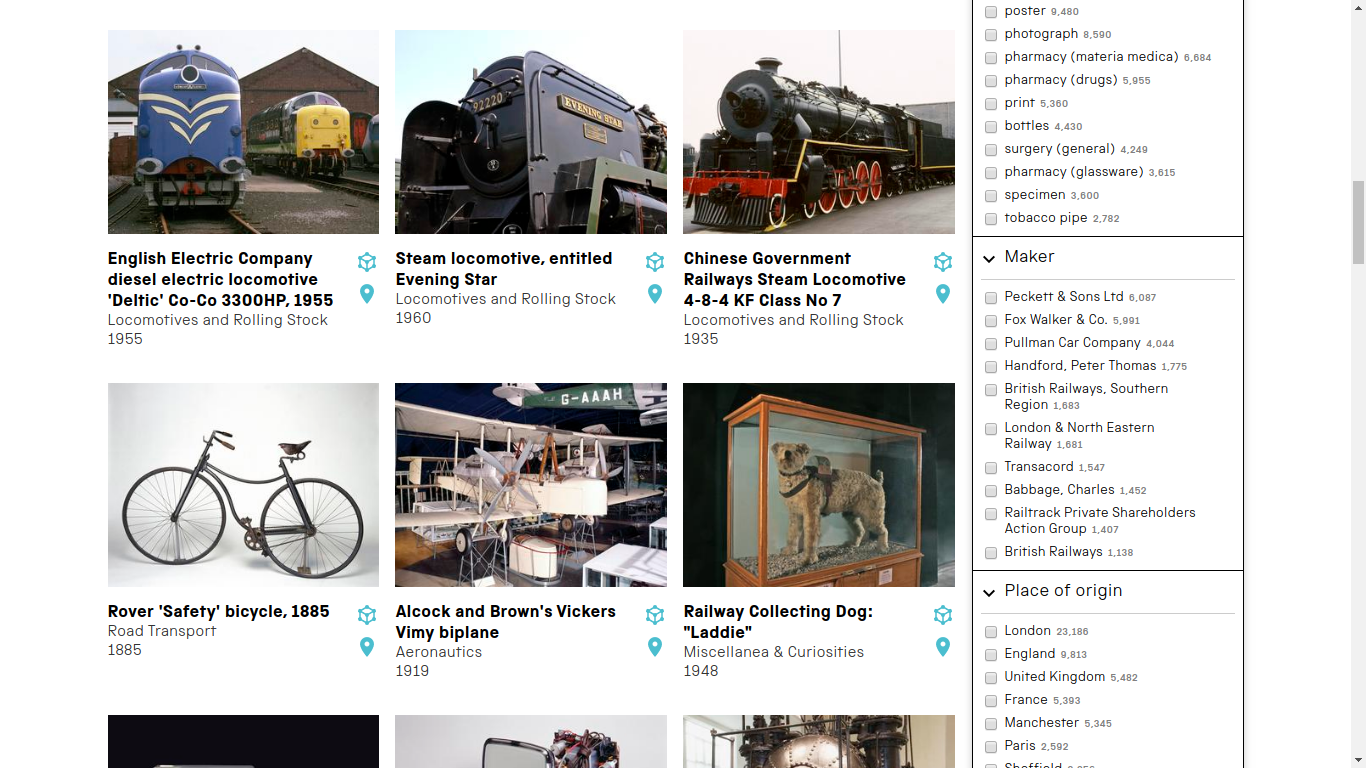 92220
EVENING STAR
English Electric Company
diesel electric locomotive
'Deltic' Co-Co 3300HP, 1955
Locomotives and Rolling Stock
1955
Steam locomotive, entitled
Evening Star
Locomotives and Rolling Stock
1960
Chinese Government
Railways Steam Locomotive
4-8-4 KF Class No 7
Locomotives and Rolling Stock
1935
G-AAAH
Rover 'Safety' bicycle, 1885
Road Transport
1885
Alcock and Brown's Vickers
Vimy biplane
Aeronautics
1919
Railway Collecting Dog:
"Laddie"
Miscellanea & Curiosities
1948
poster 9,480
photograph 8,590
pharmacy (materia medica) 6,684
pharmacy (drugs) 5,955
print 5,360
bottles 4,430
surgery (general) 4,249
pharmacy (glassware) 3,615
specimen 3,600
tobacco pipe 2,782
Maker
Peckett & Sons Ltd 6,087
Fox Walker & Co. 5,991
Pullman Car Company 4,044
Handford, Peter Thomas 1,775
British Railways, Southern
Region 1,683
London & North Eastern
Railway 1,681
Transacord 1,547
Babbage, Charles 1,452
Railtrack Private Shareholders
Action Group 1,407
British Railways 1,138
Place of origin
London 23,186
England 9,813
United Kingdom 5,482
France 5,393
Manchester 5,345
Paris 2,592